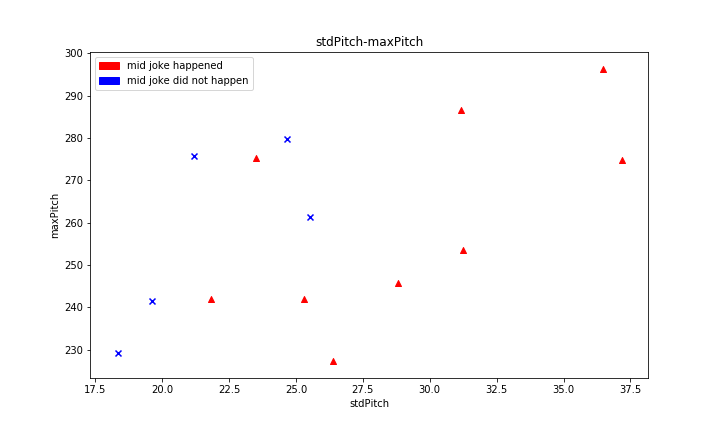 stdPitch-maxPitch
mid joke happened
mid joke did not happen
300
290
280
270
260
250
240
230
maxPitch
17.5 20.0 22.5 25.0 27.5 30.0 32.5 35.0 37.5
stdPitch